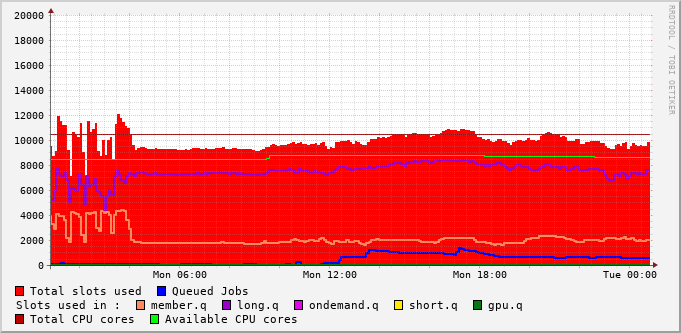 20000
18000
16000
14000
12000
10000
8000
6000
4000
2000
0
Mon 06:00 Mon 12:00 Mon 18:00 Tue 00:00
Total slots used Queued Jobs
Slots used in : member.q long.q ondemand.q short.q gpu.q
Total CPU cores Available CPU cores
RRDTOOL / TOBI OETIKER